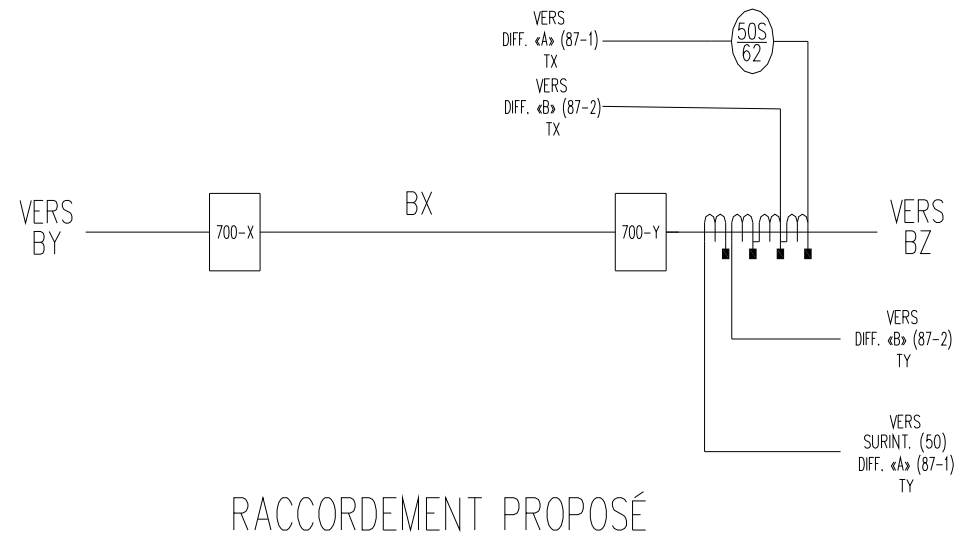 VERS
DIFF. «A» (87-1)
TX
50S
62
VERS
DIFF. «B» (87-2)
TX
VERS
BY
700-X
BX
700-Y
VERS
BZ
VERS
DIFF. «B» (87-2)
TY
VERS
SURINT. (50)
DIFF. «A» (87-1)
TY
RACCORDEMENT PROPOSÉ